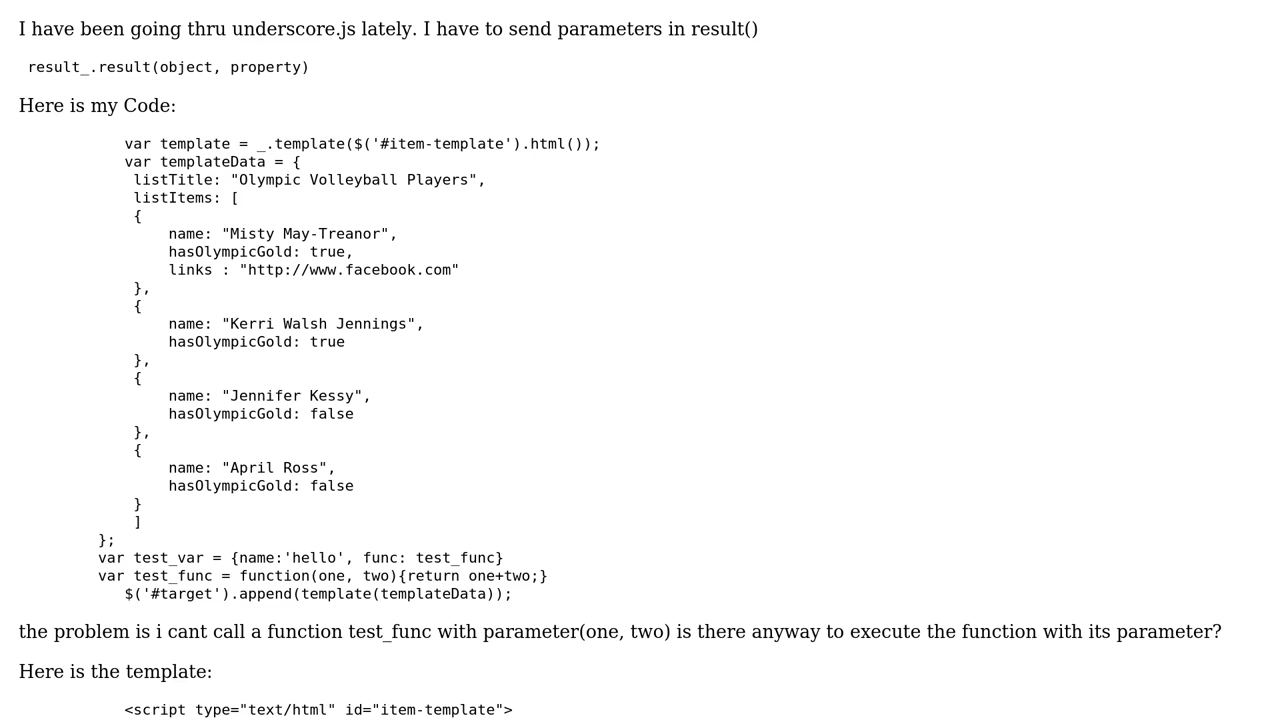 I have been going thru underscore.js lately. I have to send parameters in result()
result_.result(object, property)
Here is my Code:
var template = _.template($('#item-template').html());
var templateData = {
listTitle: "Olympic Volleyball Players",
listItems: [
{
name: "Misty May-Treanor",
hasOlympicGold: true,
links : "http://www.facebook.com"
},
{
name: "Kerri Walsh Jennings",
hasOlympicGold: true
},
{
name: "Jennifer Kessy",
hasOlympicGold: false
},
{
name: "April Ross",
hasOlympicGold: false
}
]
};
var test_var = {name:'hello', func: test_func}
var test_func = function(one, two){return one+two;}
$('#target').append(template(templateData));
the problem is i cant call a function test_func with parameter(one, two) is there anyway to execute the function with its parameter?
Here is the template:
<script type="text/html" id="item-template">